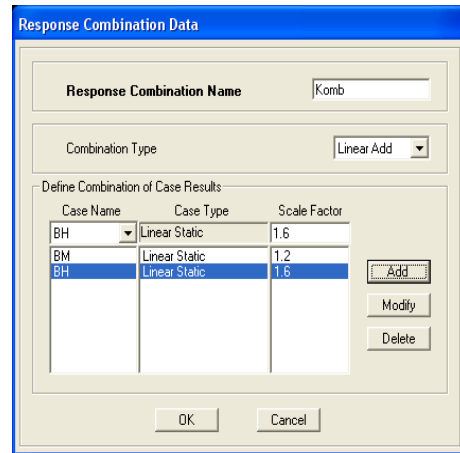 Response Combination Data
Response Combination Name Komb
Combination Type Linear Add
Define Combination of Case Results
Case Name Case Type Scale Factor
BH Linear Static 1.6
BM Linear Static 1.2
BH Linear Static 1.6
Add
Modify
Delete
OK Cancel